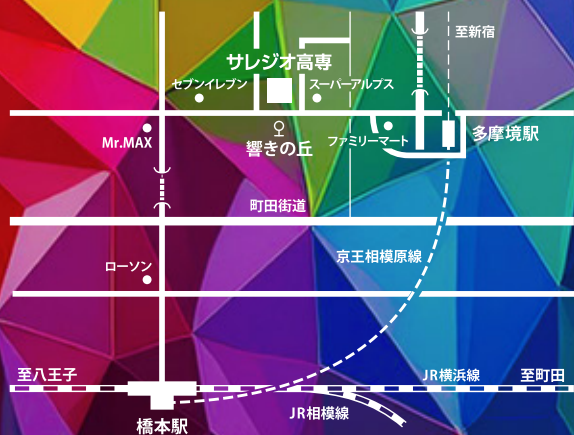 至新宿
サレジオ高専
セブンイレブン
スーパーアルプス
Mr.MAX
響きの丘
ファミリーマート
多摩境駅
町田街道
京王相模原線
ローソン
至八王子
JR横浜線
至町田
JR相模線
橋本駅